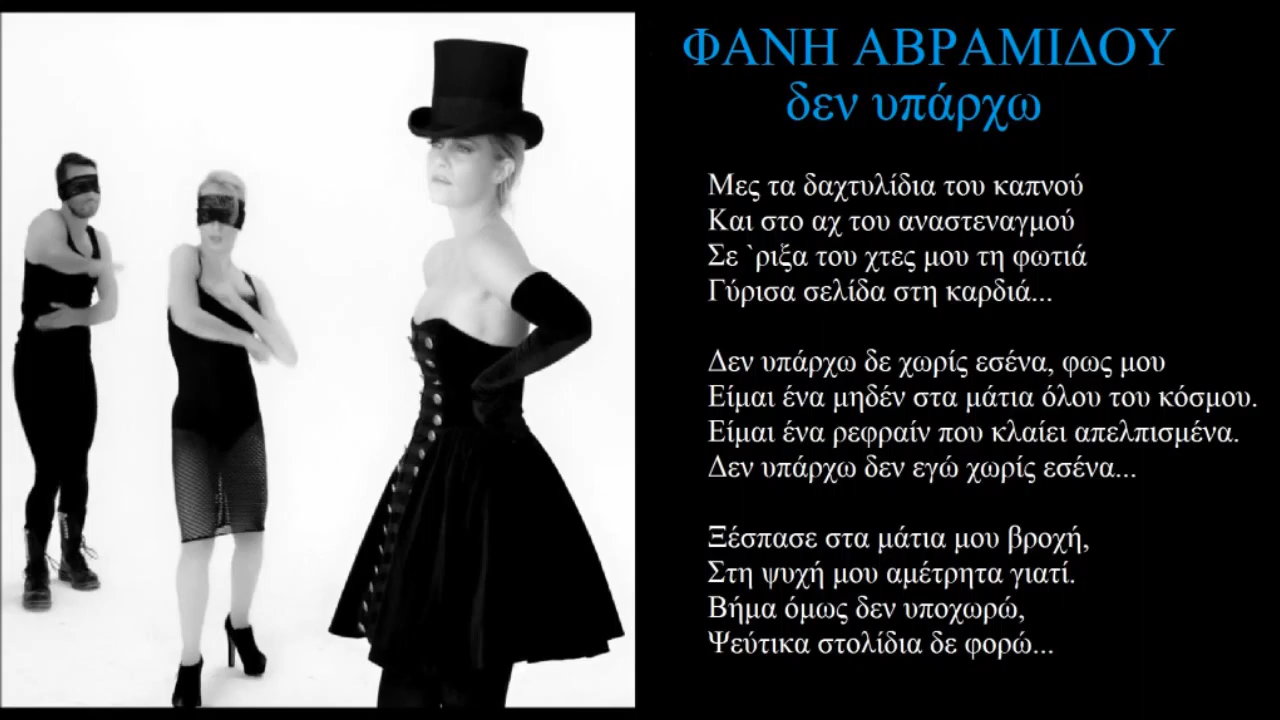 ΦΑΝΗ ΑΒΡΑΜΙΔΟΥ
δεν υπάρχω
Μες τα δαχτυλίδια του καπνού
Και στο αχ του αναστεναγμού
Σε `ριξα του χτες μου τη φωτιά
Γύρισα σελίδα στη καρδιά...
Δεν υπάρχω δε χωρίς εσένα, φως μου
Είμαι ένα μηδέν στα μάτια όλου του κόσμου.
Είμαι ένα ρεφραίν που κλαίει απελπισμένα.
Δεν υπάρχω δεν εγώ χωρίς εσένα...
Ξέσπασε στα μάτια μου βροχή,
Στη ψυχή μου αμέτρητα γιατί.
Βήμα όμως δεν υποχωρώ,
Ψεύτικα στολίδια δε φορώ...